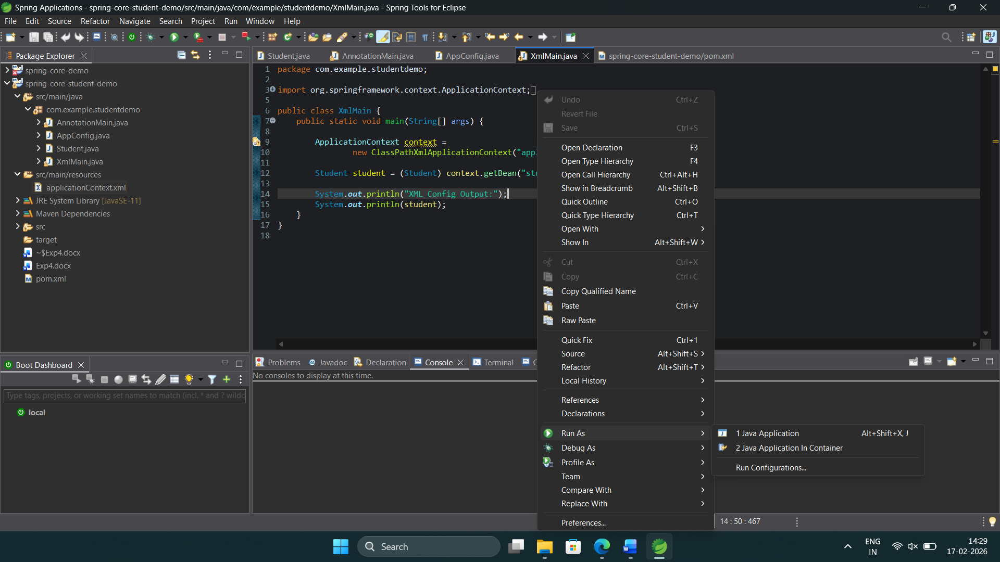 Spring Applications - spring-core-student-demo/src/main/java/com/example/studentdemo/XmlMain.java - Spring Tools for Eclipse
File Edit Source Refactor Navigate Search Project Run Window Help
Package Explorer
spring-core-demo
spring-core-student-demo
src/main/java
com.example.studentdemo
AnnotationMain.java
AppConfig.java
Student.java
XmlMain.java
src/main/resources
applicationContext.xml
JRE System Library [JavaSE-11]
Maven Dependencies
src
target
~$Exp4.docx
Exp4.docx
pom.xml
Boot Dashboard
Type tags, projects, or working set names to match (incl. * and ? wildc
local
Student.java AnnotationMain.java AppConfig.java XmlMain.java spring-core-student-demo/pom.xml
1 package com.example.studentdemo;
2
3 import org.springframework.context.ApplicationContext;
5
6 public class XmlMain {
7 public static void main(String[] args) {
8
9 ApplicationContext context =
10 new ClassPathXmlApplicationContext("app
11
12 Student student = (Student) context.getBean("stu
13
14 System.out.println("XML Config Output:");
15 System.out.println(student);
16 }
17 }
18
Problems Javadoc Declaration Console Terminal
No consoles to display at this time.
Undo Ctrl+Z
Revert File
Save Ctrl+S
Open Declaration F3
Open Type Hierarchy F4
Open Call Hierarchy Ctrl+Alt+H
Show in Breadcrumb Alt+Shift+B
Quick Outline Ctrl+O
Quick Type Hierarchy Ctrl+T
Open With
Show In Alt+Shift+W
Cut Ctrl+X
Copy Ctrl+C
Copy Qualified Name
Paste Ctrl+V
Raw Paste
Quick Fix Ctrl+1
Source Alt+Shift+S
Refactor Alt+Shift+T
Local History
References
Declarations
Run As
Debug As
Profile As
Team
Compare With
Replace With
Preferences...
1 Java Application Alt+Shift+X, J
2 Java Application In Container
Run Configurations...
14 : 50 : 467
Search
ENG
IN
14:29
17-02-2026